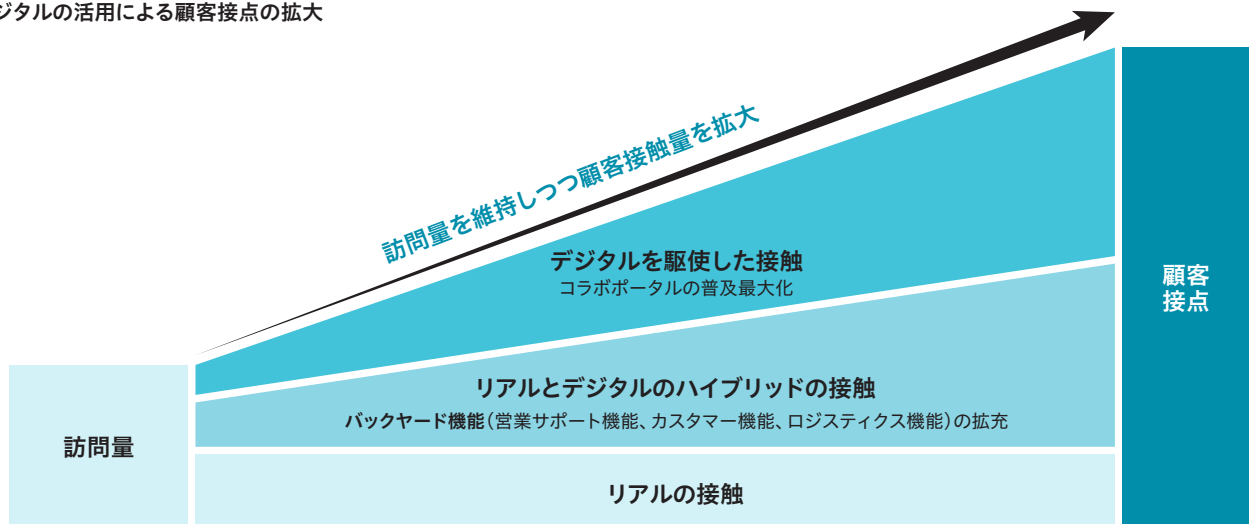 ジタルの活用による顧客接点の拡大
訪問量を維持しつつ顧客接触量を拡大
デジタルを駆使した接触
コラボポータルの普及最大化
顧客
接点
リアルとデジタルのハイブリッドの接触
バックヤード機能(営業サポート機能、カスタマー機能、ロジスティクス機能)の拡充
訪問量
リアルの接触